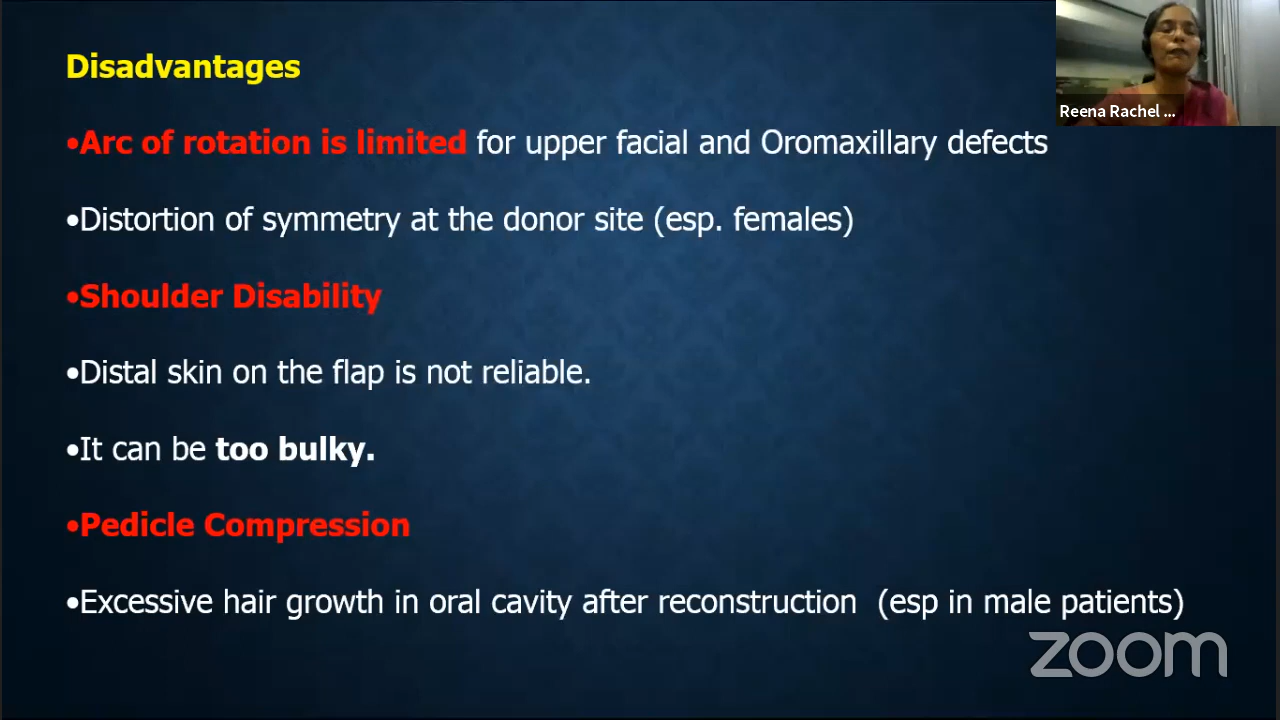 Disadvantages
Reena Rachel ...
•Arc of rotation is limited for upper facial and Oromaxillary defects
•Distortion of symmetry at the donor site (esp. females)
•Shoulder Disability
•Distal skin on the flap is not reliable.
•It can be too bulky.
•Pedicle Compression
•Excessive hair growth in oral cavity after reconstruction  (esp in male patients)
zoom